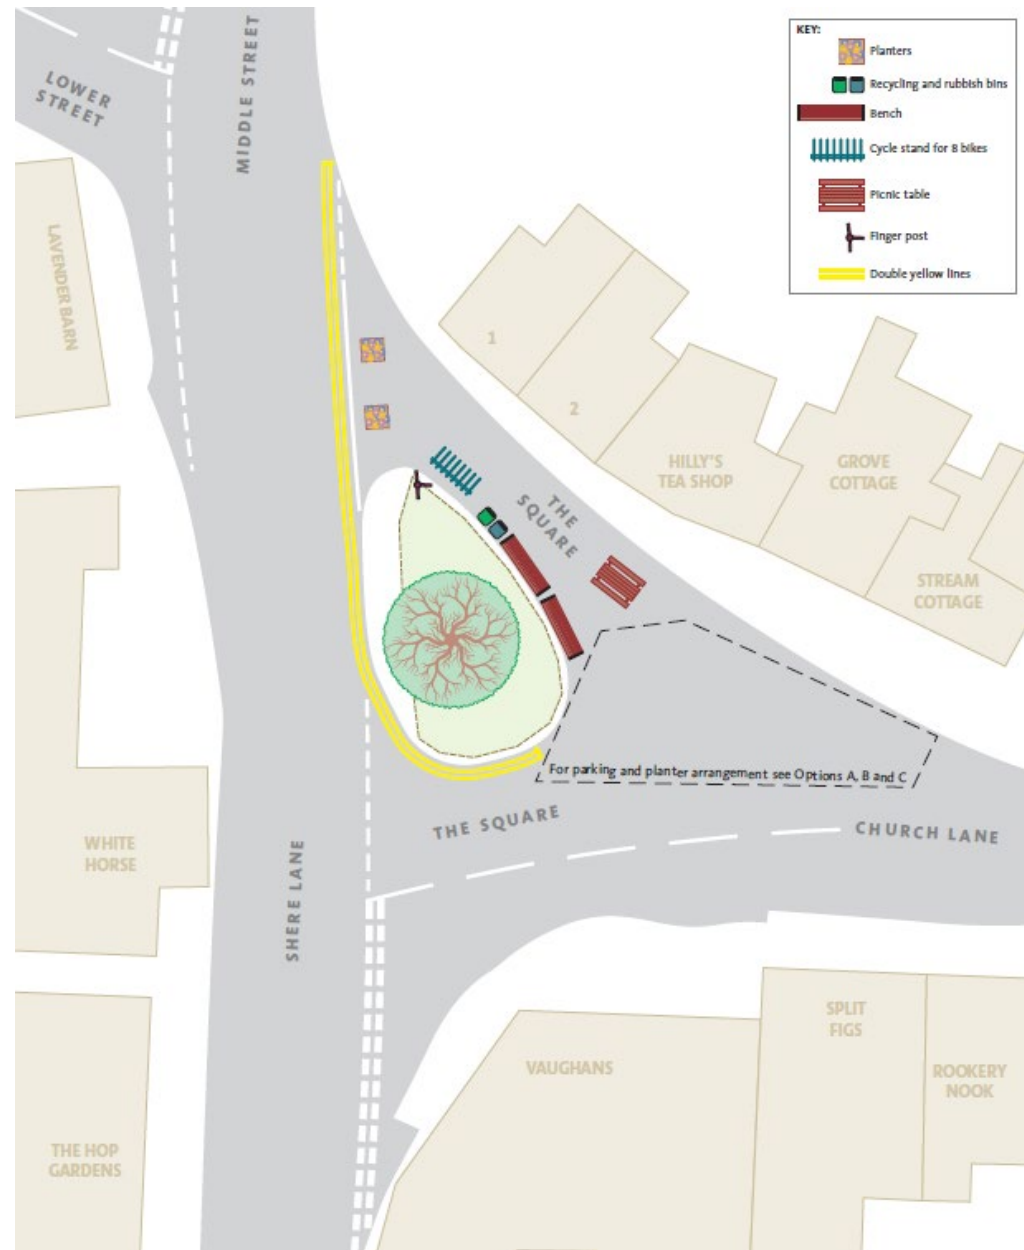 LOWER
STREET
MIDDLE STREET
KEY:
Planters
Recycling and rubbish bins
Bench
Cycle stand for 8 bikes
Picnic table
Finger post
Double yellow lines
LAVENDER BARN
1
2
HILLY'S
TEA SHOP
GROVE
COTTAGE
STREAM
COTTAGE
THE
SQUARE
For parking and planter arrangement see Options A, B and C
THE SQUARE
CHURCH LANE
WHITE
HORSE
SHERE LANE
VAUGHANS
SPLIT
FIGS
ROOKERY
NOOK
THE HOP
GARDENS